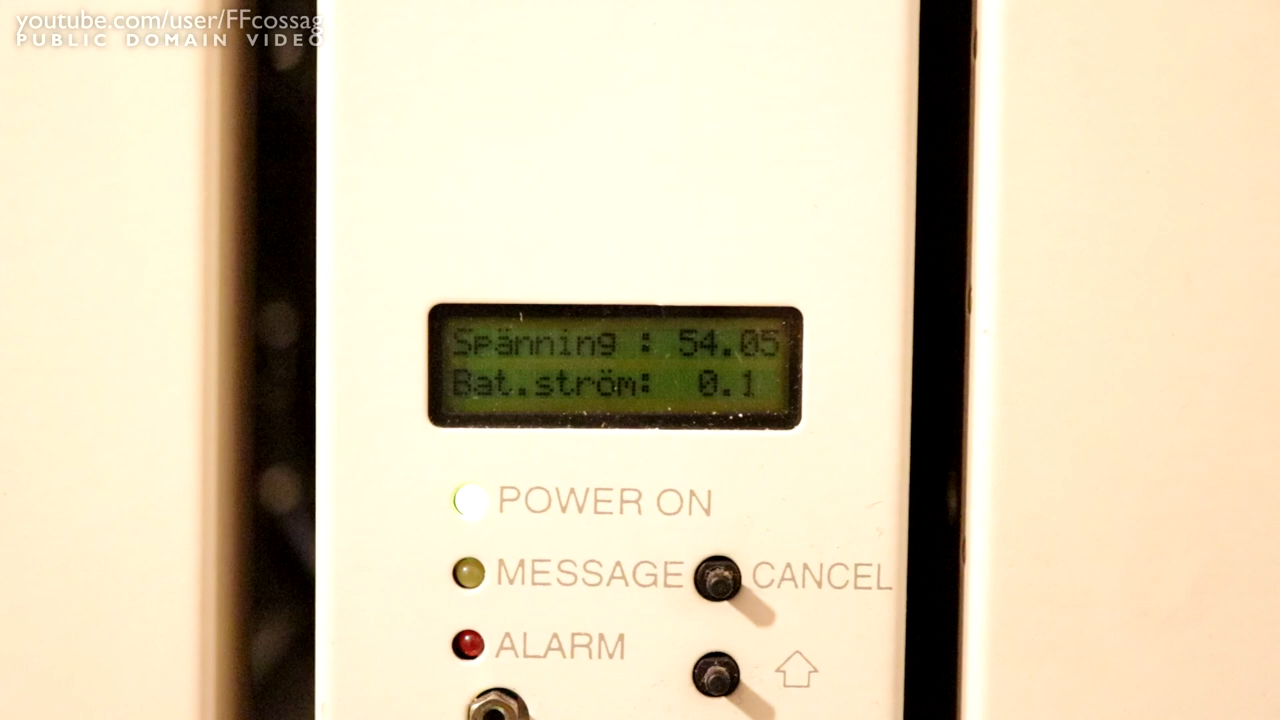 youtube.com/user/FFcossag
PUBLIC DOMAIN VIDEO
Spänning : 54.05
Bat.ström: 0.1
POWER ON
MESSAGE CANCEL
ALARM